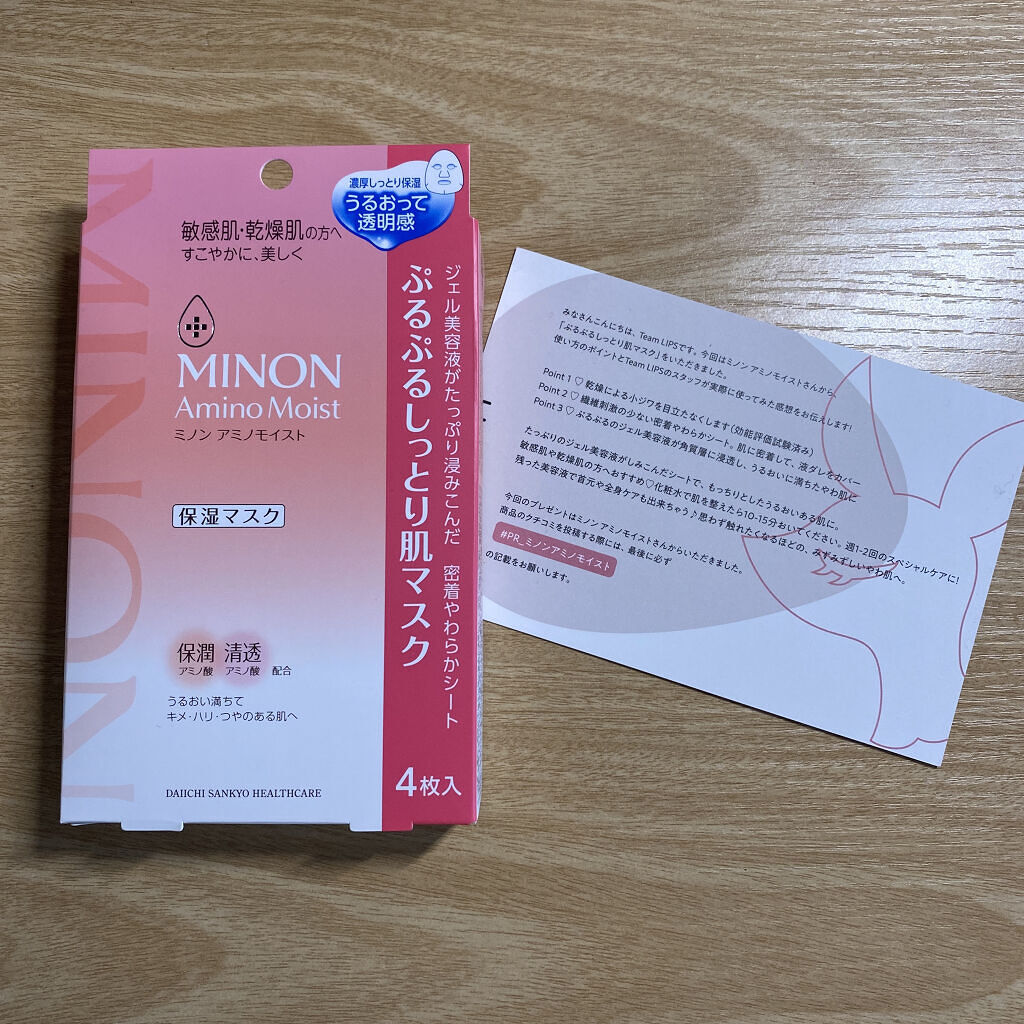 MINON
濃厚しっとり保湿
うるおって
透明感
敏感肌・乾燥肌の方へ
すこやかに、美しく
MINON
Amino Moist
ミノン アミノモイスト
保湿マスク
ジェル美容液がたっぷり浸みこんだ 密着やわらかシート
ぷるぷるしっとり肌マスク
保潤 清透
アミノ酸 アミノ酸 配合
うるおい満ちて
キメ・ハリ・つやのある肌へ
DAIICHI SANKYO HEALTHCARE
4枚入
みなさんこんにちは、Team LIPSです。今回はミノン アミノモイストさんから、
「ぷるぷるしっとり肌マスク」をいただきました。
使い方のポイントとTeam LIPSのスタッフが実際に使ってみた感想をお伝えします!
Point 1 ♡ 乾燥による小ジワを目立たなくします(効能評価試験済み)
Point 2 ♡ 繊維刺激の少ない密着やわらかシート。肌に密着して、液ダレをカバー
Point 3 ♡ ぷるぷるのジェル美容液が角質層に浸透し、うるおいに満ちたやわ肌に
たっぷりのジェル美容液がしみこんだシートで、もっちりとしたうるおいある肌に。
敏感肌や乾燥肌の方へおすすめ♡化粧水で肌を整えたら10-15分おいてください。週1-2回のスペシャルケアに!
残った美容液で首元や全身ケアも出来ちゃう♪思わず触れたくなるほどの、みずみずしいやわ肌へ。
今回のプレゼントはミノン アミノモイストさんからいただきました。
商品のクチコミを投稿する際には、最後に必ず
#PR_ミノンアミノモイスト
の記載をお願いします。